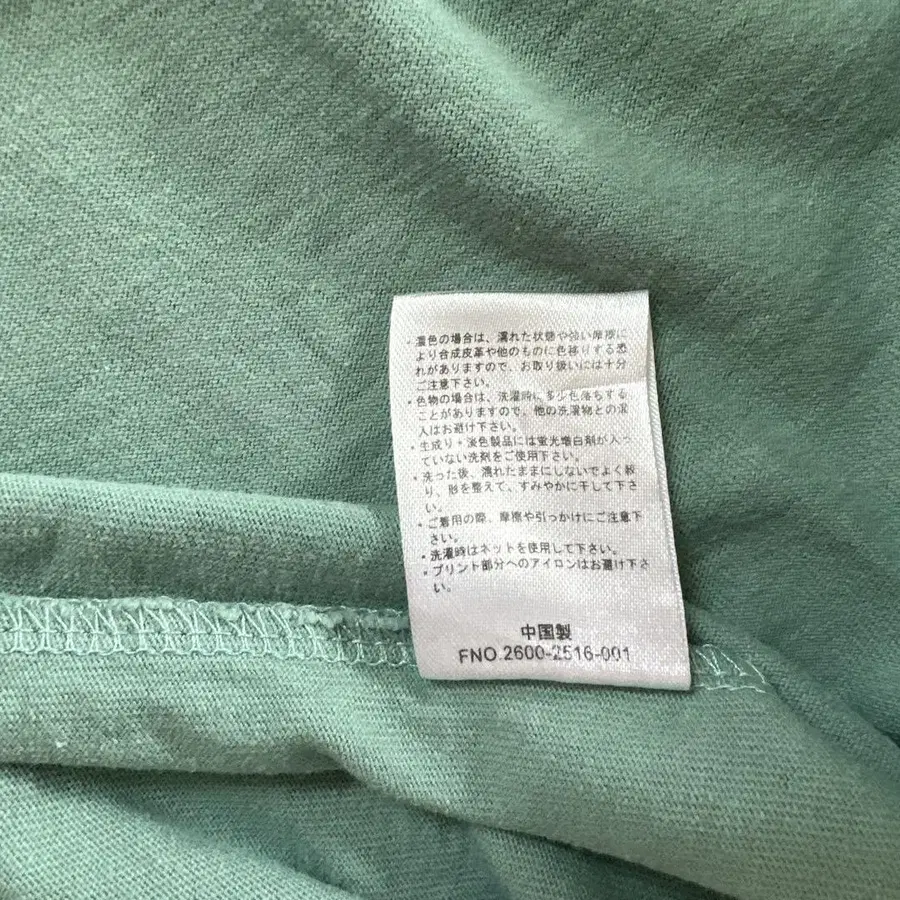 ・濃色の場合は、濡れた状態や強い摩擦に
より合成皮革や他のものに色移りする恐
れがありますので、お取り扱いには十分
ご注意下さい。
・色物の場合は、洗濯時に多少色落ちする
ことがありますので、他の洗濯物との混
入はお避け下さい。
・生成り・淡色製品には蛍光増白剤が入っ
ていない洗剤をご使用下さい。
・洗った後、濡れたままにしないでよく絞
り、形を整えて、すみやかに干して下さ
い。
・ご着用の際、摩擦や引っかけにご注意下
さい。
・洗濯時はネットを使用して下さい。
・プリント部分へのアイロンはお避け下さ
い。
中国製
FNO.2600-2516-001